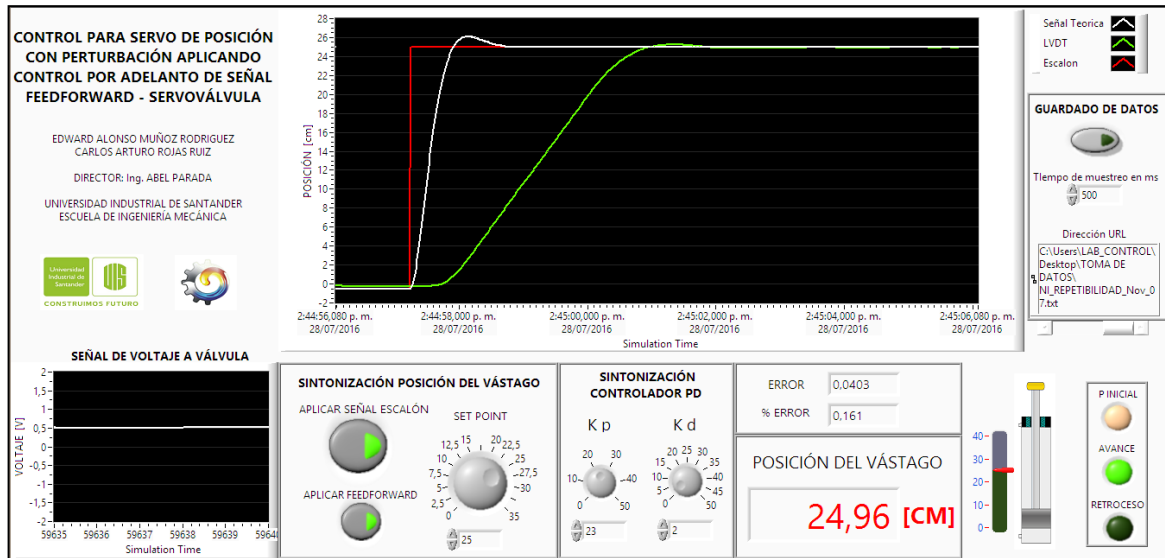 CONTROL PARA SERVO DE POSICIÓN
CON PERTURBACIÓN APLICANDO
CONTROL POR ADELANTO DE SEÑAL
FEEDFORWARD - SERVOVÁLVULA
EDWARD ALONSO MUÑOZ RODRIGUEZ
CARLOS ARTURO ROJAS RUIZ
DIRECTOR: Ing. ABEL PARADA
UNIVERSIDAD INDUSTRIAL DE SANTANDER
ESCUELA DE INGENIERÍA MECÁNICA
Universidad
Industrial de
Santander
UIS
CONSTRUIMOS FUTURO
POSICIÓN [cm]
28
26
24
22
20
18
16
14
12
10
8
6
4
2
0
-2
2:44:56,080 p. m. 2:44:58,000 p. m. 2:45:00,000 p. m. 2:45:02,000 p. m. 2:45:04,000 p. m. 2:45:06,080 p. m.
28/07/2016 28/07/2016 28/07/2016 28/07/2016 28/07/2016 28/07/2016
Simulation Time
Señal Teorica
LVDT
Escalon
GUARDADO DE DATOS
TIempo de muestreo en ms
500
Dirección URL
C:\Users\LAB_CONTROL\
Desktop\TOMA DE
DATOS\
NI_REPETIBILIDAD_Nov_0
7.txt
SEÑAL DE VOLTAJE A VÁLVULA
VOLTAJE [V]
2
1,5
1
0,5
0
-0,5
-1
-1,5
-2
59635 59636 59637 59638 59639 59640
Simulation Time
SINTONIZACIÓN POSICIÓN DEL VÁSTAGO
APLICAR SEÑAL ESCALÓN
APLICAR FEEDFORWARD
SET POINT
0
2,5
5
7,5
10
12,5
15
20
22,5
25
27,5
30
35
25
SINTONIZACIÓN
CONTROLADOR PD
Kp
0
10
20
30
40
50
23
Kd
0
5
10
15
20
25
30
35
40
45
50
2
ERROR 0,0403
% ERROR 0,161
POSICIÓN DEL VÁSTAGO
24,96 [CM]
40
30
20
10
0
P INICIAL
AVANCE
RETROCESO